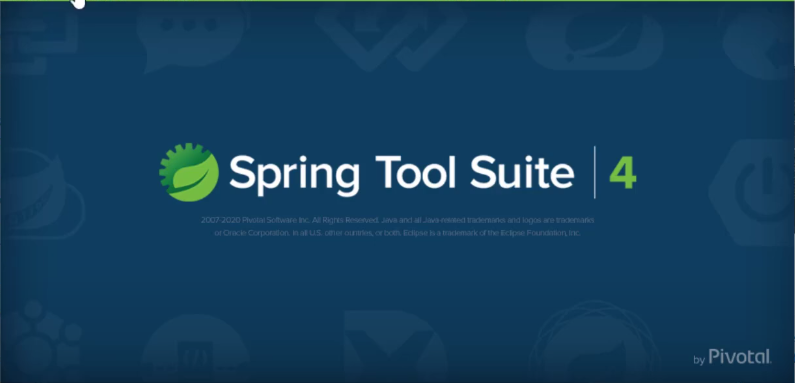 Spring Tool Suite 4
2007-2020 Pivotal Software Inc. All Rights Reserved. Java and all Java-related trademarks and logos are trademarks
or Oracle Corporation. In all U.S. other ountries, or both. Eclipse is a trademark of the Eclipse Foundation, Inc.
by Pivotal.